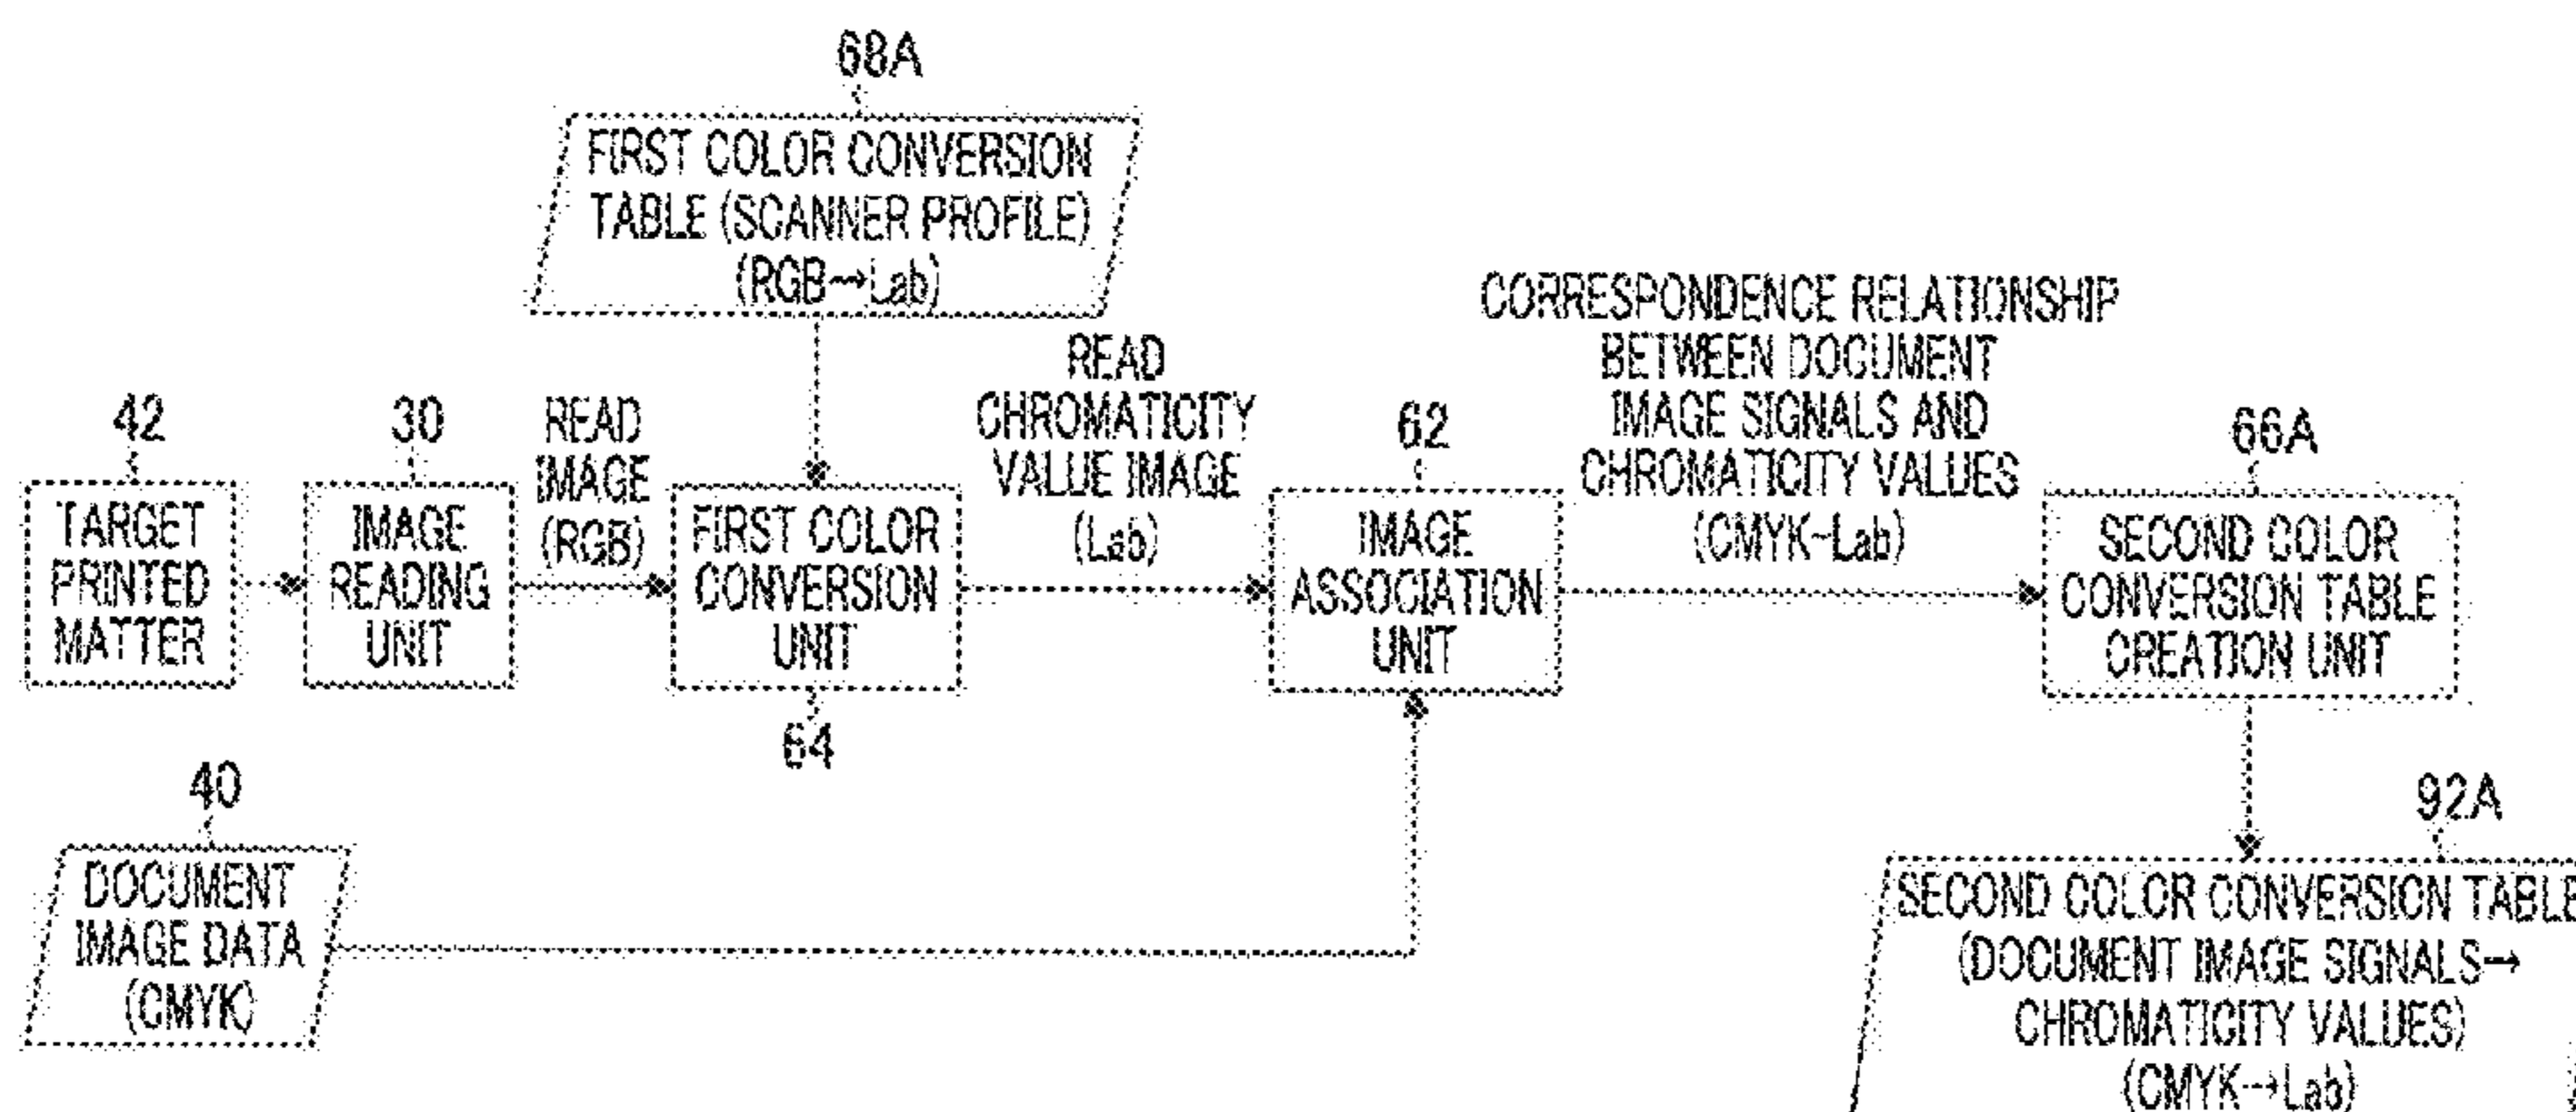 68A
FIRST COLOR CONVERSION
TABLE (SCANNER PROFILE)
(RGB→Lab)
42
TARGET
PRINTED
MATTER
30
IMAGE
READING
UNIT
READ
IMAGE
(RGB)
FIRST COLOR
CONVERSION
UNIT
64
READ
CHROMATICITY
VALUE IMAGE
(Lab)
62
IMAGE
ASSOCIATION
UNIT
CORRESPONDENCE RELATIONSHIP
BETWEEN DOCUMENT
IMAGE SIGNALS AND
CHROMATICITY VALUES
(CMYK-Lab)
66A
SECOND COLOR
CONVERSION TABLE
CREATION UNIT
40
DOCUMENT
IMAGE DATA
(CMYK)
92A
SECOND COLOR CONVERSION TABLE
(DOCUMENT IMAGE SIGNALS→
CHROMATICITY VALUES)
(CMYK→Lab)